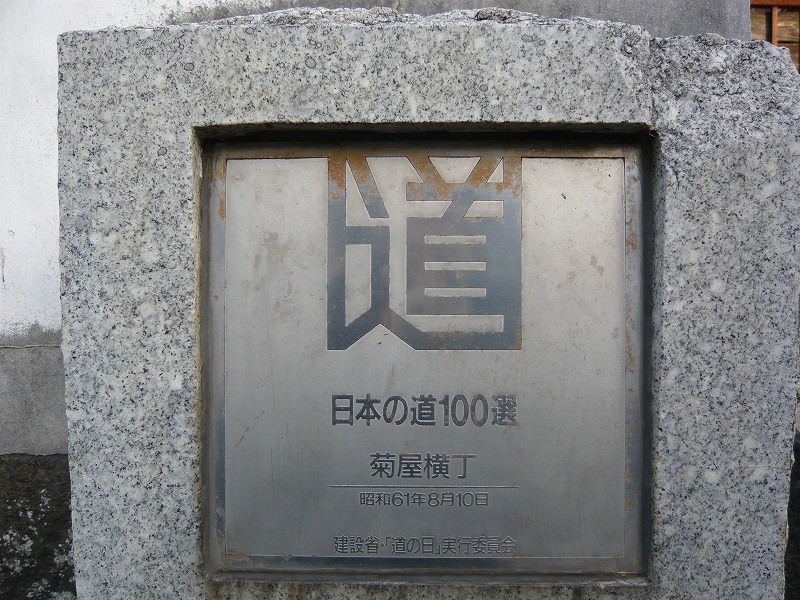 道
日本の道100選
菊屋横丁
昭和61年8月10日
建設省・「道の日」実行委員会